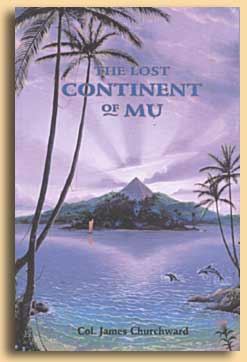 THE LOST
CONTINENT
OF MU
Col. James Churchward